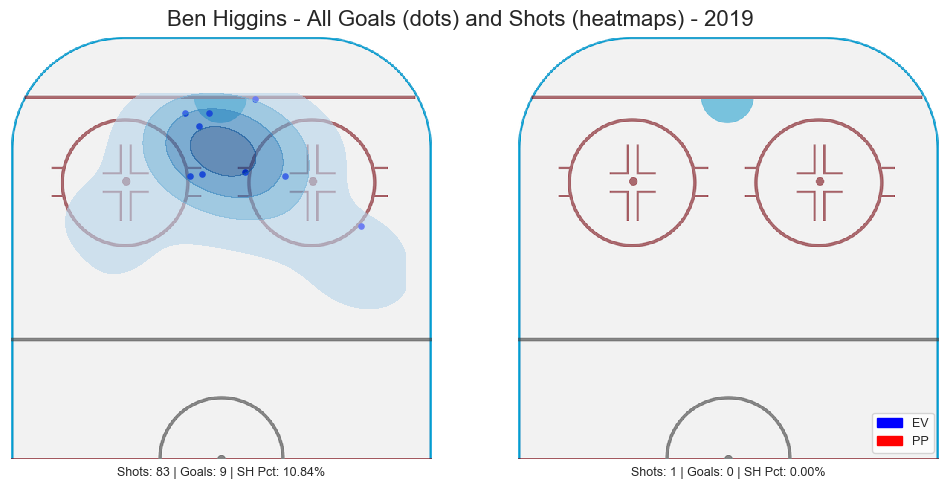 Ben Higgins - All Goals (dots) and Shots (heatmaps) - 2019
EV
PP
Shots: 83 | Goals: 9 | SH Pct: 10.84%
Shots: 1 | Goals: 0 | SH Pct: 0.00%